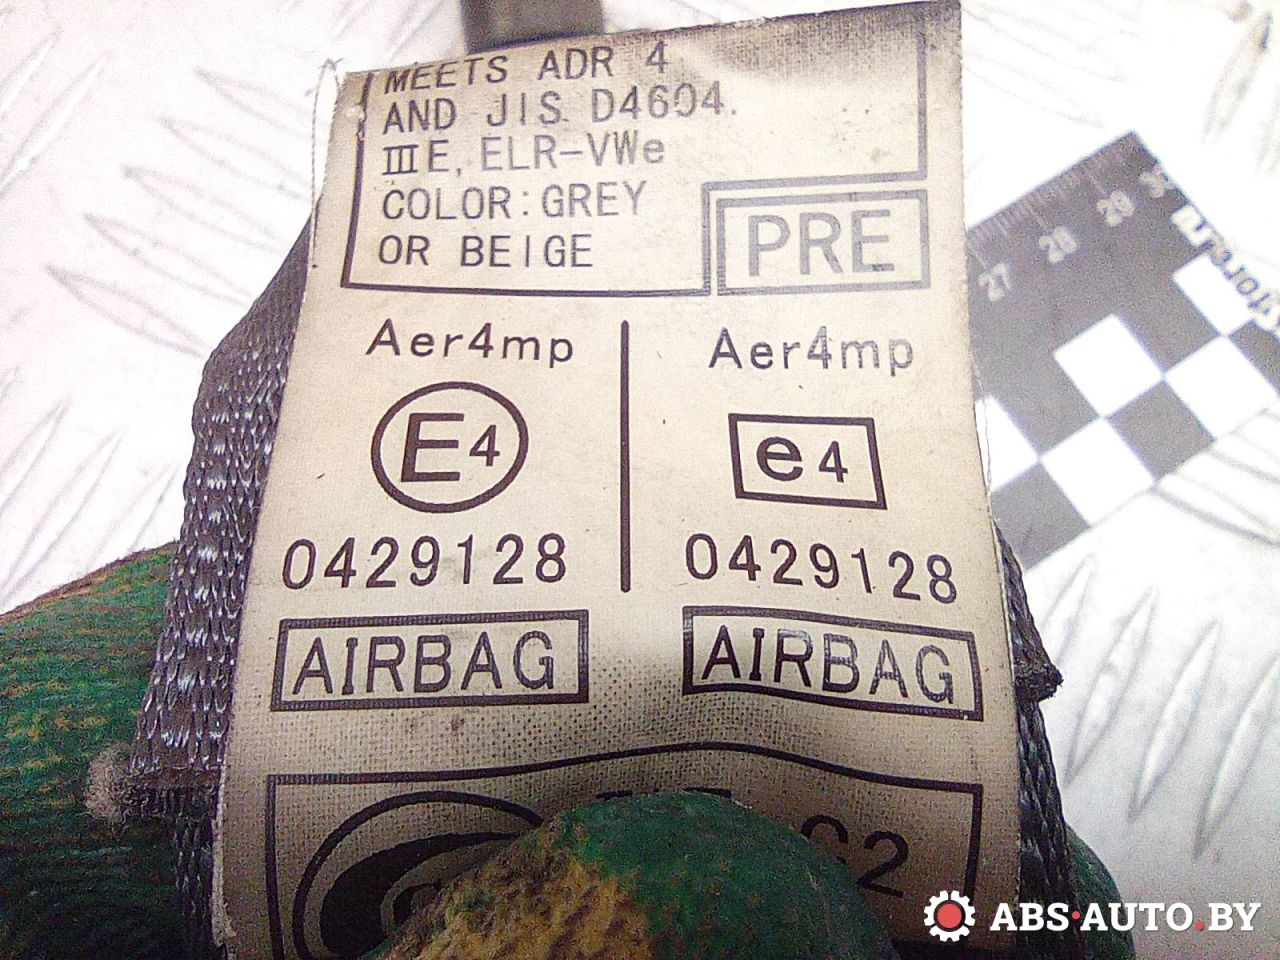 MEETS ADR 4
AND JIS D4604.
III E, ELR-VWe
COLOR: GREY
OR BEIGE
PRE
Aer4mp
Aer4mp
E4
e4
0429128
0429128
AIRBAG
AIRBAG
27 28 29
ABS-AUTO.BY